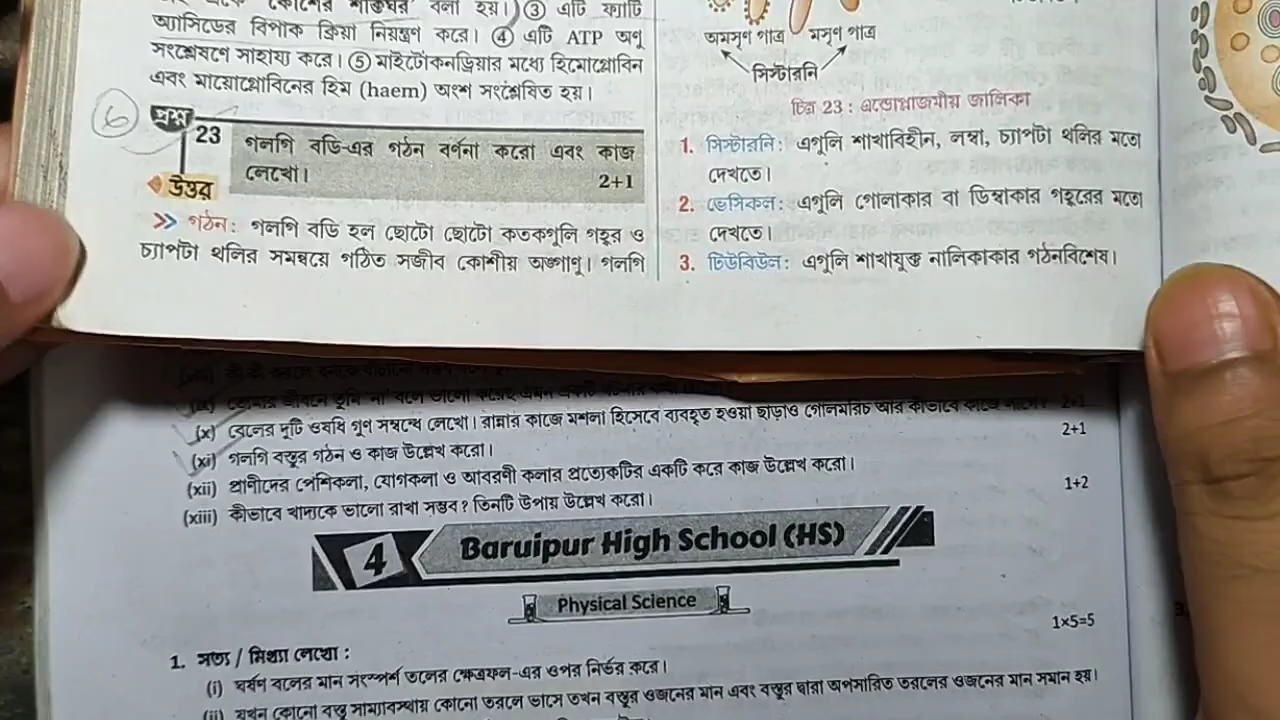 বলা হয়। ③ এটি ফ্যাটি
অ্যাসিডের বিপাক ক্রিয়া নিয়ন্ত্রণ করে। ④ এটি ATP অণু
সংশ্লেষণে সাহায্য করে। ⑤ মাইটোকনড্রিয়ার মধ্যে হিমোগ্লোবিন
এবং মায়োগ্লোবিনের হিম (haem) অংশ সংশ্লেষিত হয়।
6
প্রশ্ন 23 গলগি বডি-এর গঠন বর্ণনা করো এবং কাজ
লেখো। 2+1
উত্তর
>> গঠন: গলগি বডি হল ছোটো ছোটো কতকগুলি গহ্বর ও
চ্যাপটা থলির সমন্বয়ে গঠিত সজীব কোশীয় অঙ্গাণু। গলগি
অমসৃণ গাত্র মসৃণ গাত্র
সিস্টারনি
চিত্র 23 : এন্ডোপ্লাজমীয় জালিকা
1. সিস্টারনি: এগুলি শাখাবিহীন, লম্বা, চ্যাপটা থলির মতো
দেখতে।
2. ভেসিকল: এগুলি গোলাকার বা ডিম্বাকার গহ্বরের মতো
দেখতে।
3. টিউবিউল: এগুলি শাখাযুক্ত নালিকাকার গঠনবিশেষ।
(x) বেলের দুটি ওষধি গুণ সম্বন্ধে লেখো। রান্নার কাজে মশলা হিসেবে ব্যবহৃত হওয়া ছাড়াও গোলমরিচ আর কীভাবে কাজে লাগে? 2+1
(xi) গলগি বস্তুর গঠন ও কাজ উল্লেখ করো। 2+1
(xii) প্রাণীদের পেশিকলা, যোগকলা ও আবরণী কলার প্রত্যেকটির একটি করে কাজ উল্লেখ করো।
(xiii) কীভাবে খাদ্যকে ভালো রাখা সম্ভব? তিনটি উপায় উল্লেখ করো। 1+2
4 Baruipur High School (HS)
Physical Science
1. সত্য / মিথ্যা লেখো : 1×5=5
(i) ঘর্ষণ বলের মান সংস্পর্শ তলের ক্ষেত্রফল-এর ওপর নির্ভর করে।
(ii) যখন কোনো বস্তু সাম্যাবস্থায় কোনো তরলে ভাসে তখন বস্তুর ওজনের মান এবং বস্তুর দ্বারা অপসারিত তরলের ওজনের মান সমান হয়।